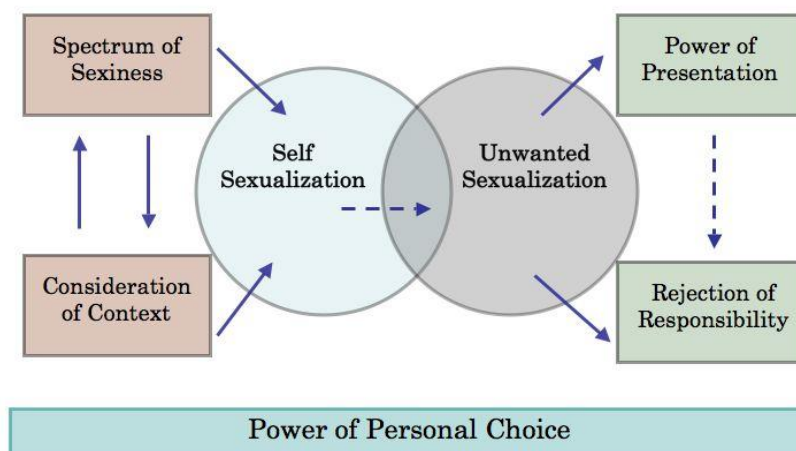 Spectrum of
Sexiness
Power of
Presentation
Self
Sexualization
Unwanted
Sexualization
Consideration
of Context
Rejection of
Responsibility
Power of Personal Choice